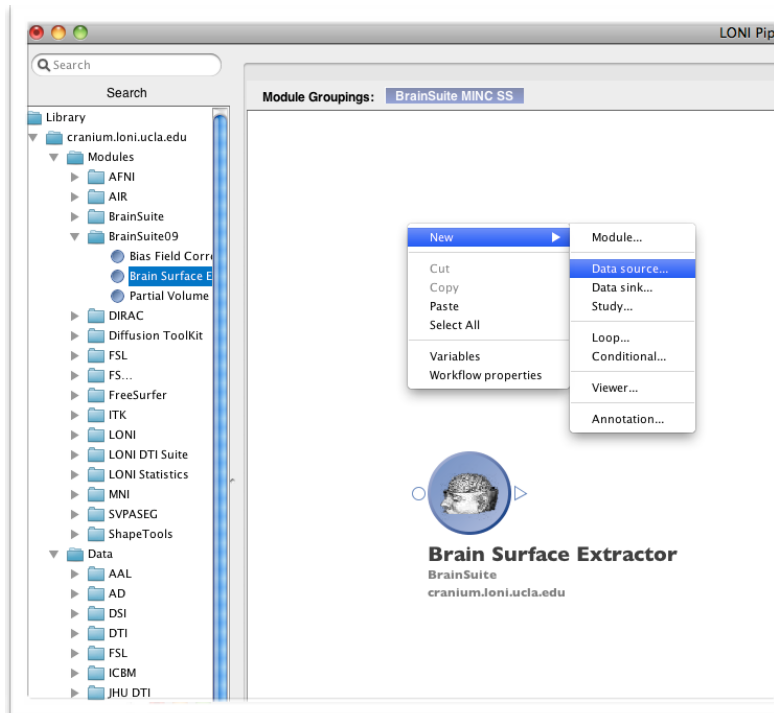 LONI Pip
Search
Search
Module Groupings: BrainSuite MINC SS
Library
cranium.loni.ucla.edu
Modules
AFNI
AIR
BrainSuite
BrainSuite09
Bias Field Corre
Brain Surface E
Partial Volume
DIRAC
Diffusion ToolKit
FSL
FS...
FreeSurfer
ITK
LONI
LONI DTI Suite
LONI Statistics
MNI
SVPASEG
ShapeTools
Data
AAL
AD
DSI
DTI
FSL
ICBM
JHU DTI
New
Cut
Copy
Paste
Select All
Variables
Workflow properties
Module...
Data source...
Data sink...
Study...
Loop...
Conditional...
Viewer...
Annotation...
Brain Surface Extractor
BrainSuite
cranium.loni.ucla.edu